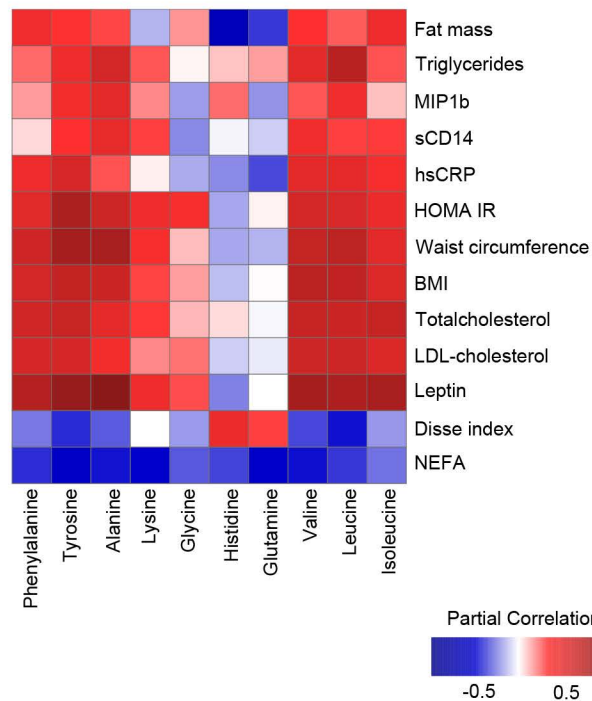 Fat mass
Triglycerides
MIP1b
sCD14
hsCRP
HOMA IR
Waist circumference
BMI
Totalcholesterol
LDL-cholesterol
Leptin
Disse index
NEFA
Phenylalanine
Tyrosine
Alanine
Lysine
Glycine
Histidine
Glutamine
Valine
Leucine
Isoleucine
Partial Correlation
-0.5 0.5